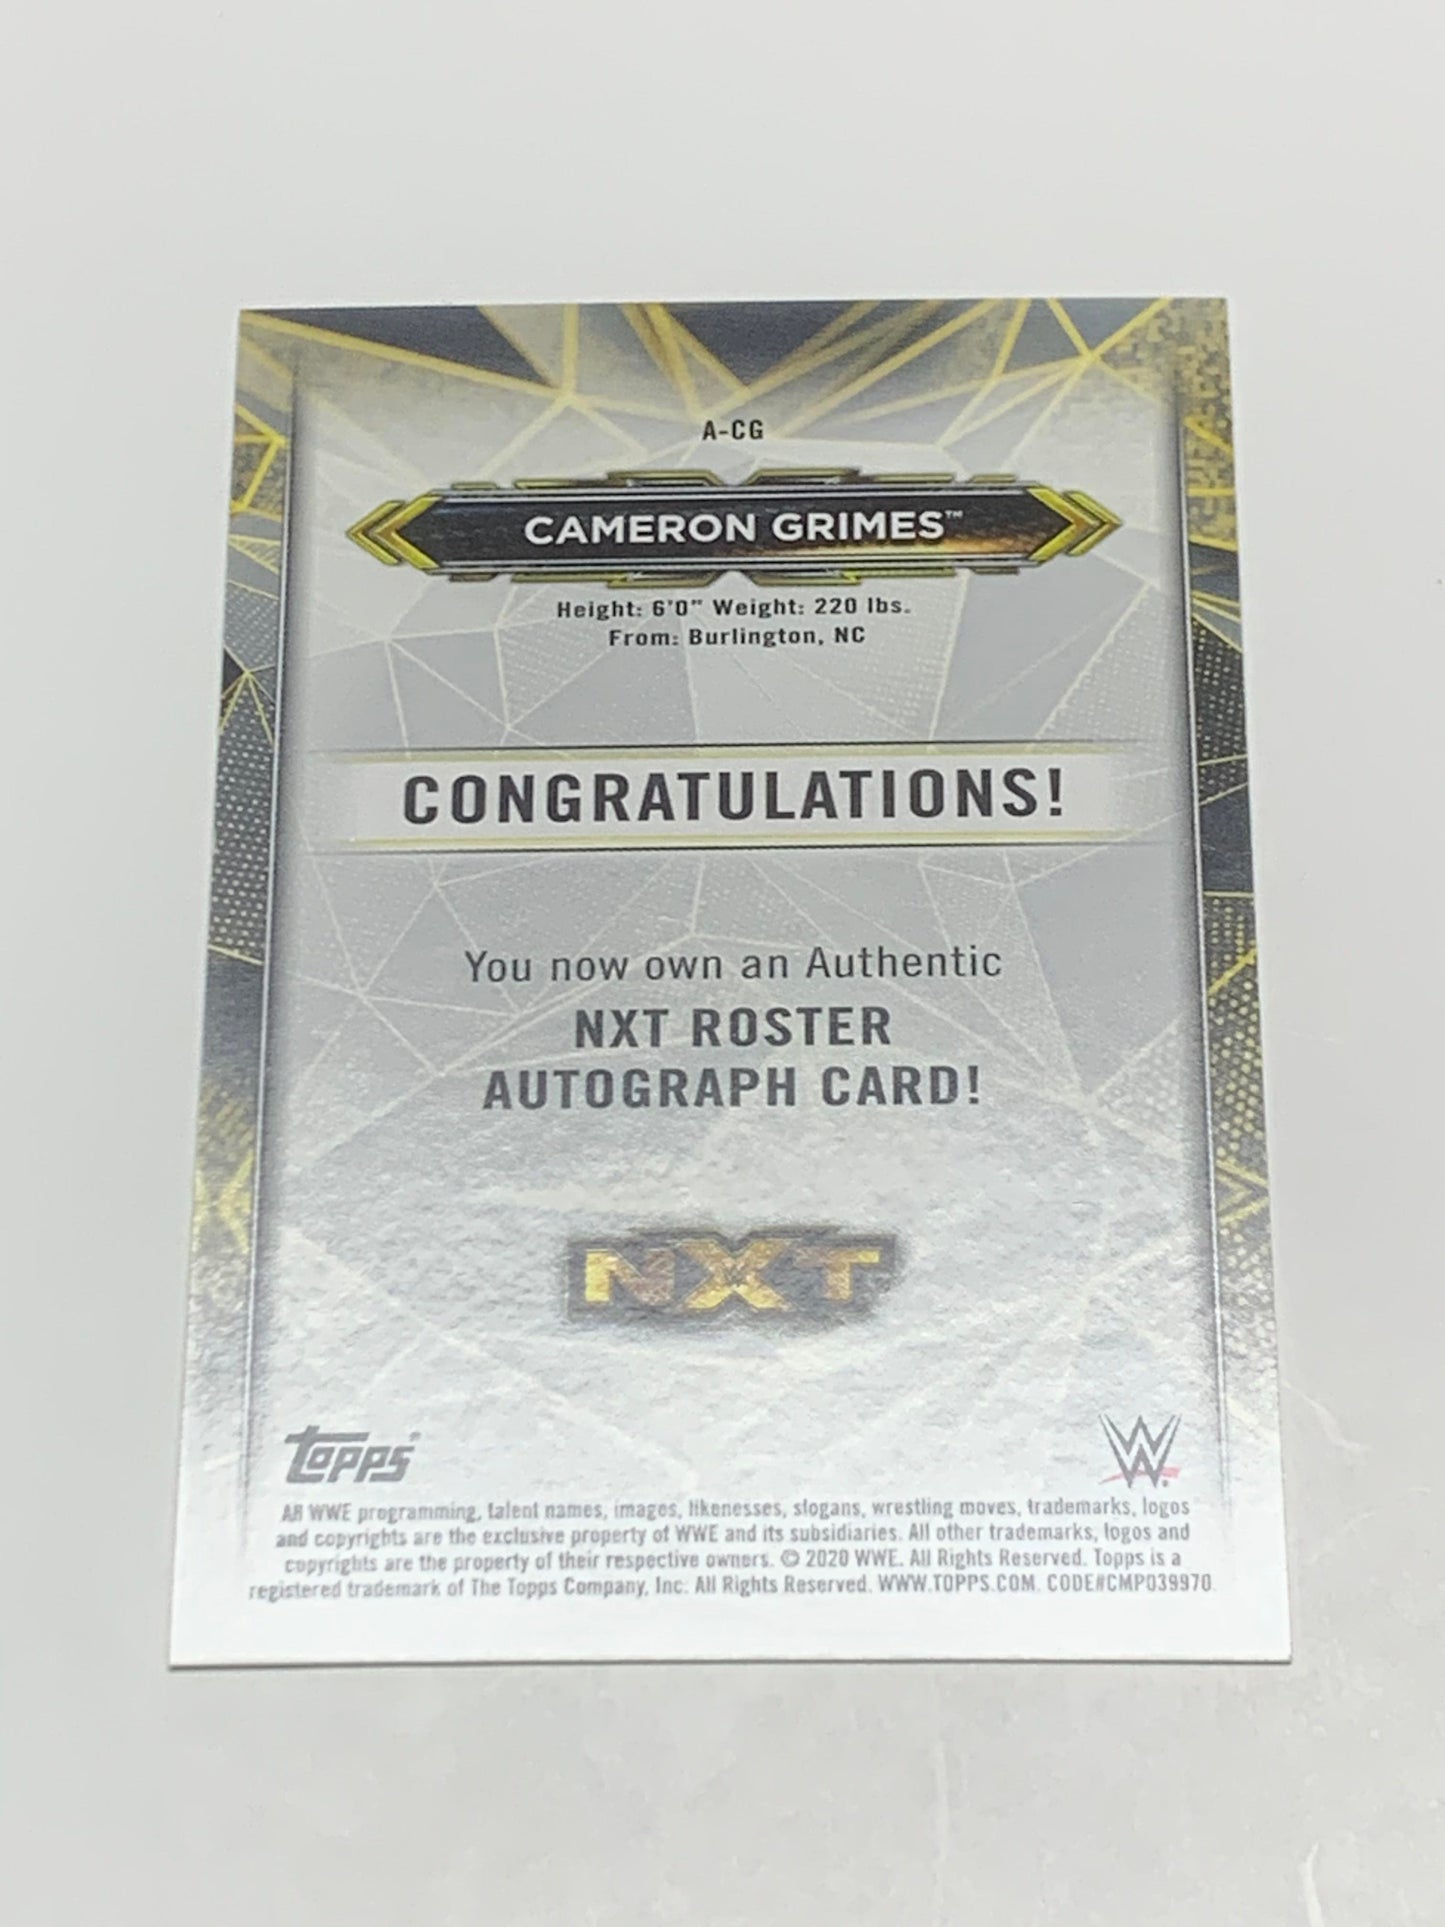 A-CG
CAMERON GRIMES™
Height: 6'0" Weight: 220 lbs.
From: Burlington, NC
CONGRATULATIONS!
You now own an Authentic
NXT ROSTER
AUTOGRAPH CARD!
NXT
Topps®
W®
All WWE programming, talent names, images, likenesses, slogans, wrestling moves, trademarks, logos
and copyrights are the exclusive property of WWE and its subsidiaries. All other trademarks, logos and
copyrights are the property of their respective owners. © 2020 WWE. All Rights Reserved. Topps is a
registered trademark of The Topps Company, Inc. All Rights Reserved. WWW.TOPPS.COM. CODE#CMP039970